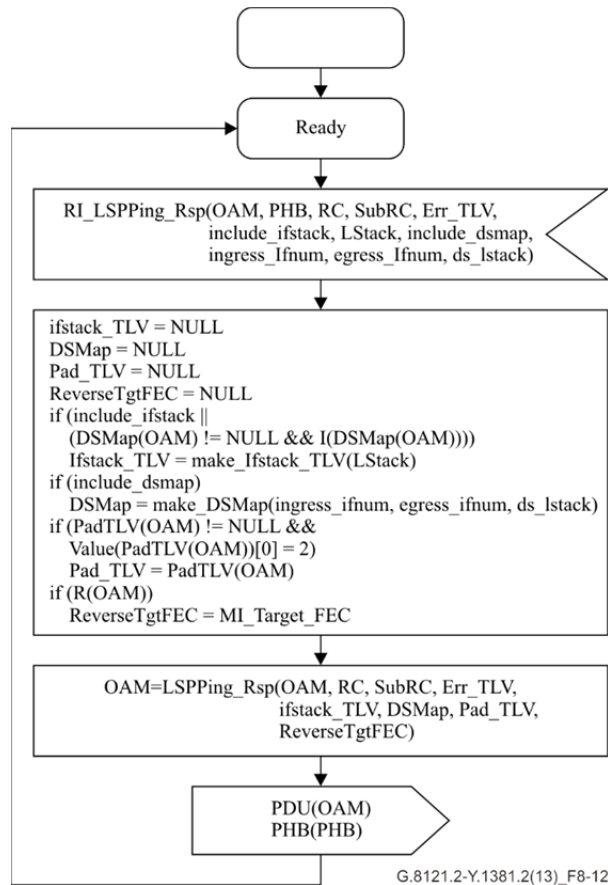 Ready
RI_LSPPing_Rsp(OAM, PHB, RC, SubRC, Err_TLV,
include_ifstack, LStack, include_dsmap,
ingress_Ifnum, egress_Ifnum, ds_lstack)
ifstack_TLV = NULL
DSMap = NULL
Pad_TLV = NULL
ReverseTgtFEC = NULL
if (include_ifstack ||
(DSMap(OAM) != NULL && I(DSMap(OAM))))
Ifstack_TLV = make_Ifstack_TLV(LStack)
if (include_dsmap)
DSMap = make_DSMap(ingress_ifnum, egress_ifnum, ds_lstack)
if (PadTLV(OAM) != NULL &&
Value(PadTLV(OAM))[0] = 2)
Pad_TLV = PadTLV(OAM)
if (R(OAM))
ReverseTgtFEC = MI_Target_FEC
OAM=LSPPing_Rsp(OAM, RC, SubRC, Err_TLV,
ifstack_TLV, DSMap, Pad_TLV,
ReverseTgtFEC)
PDU(OAM)
PHB(PHB)
G.8121.2-Y.1381.2(13)_F8-12